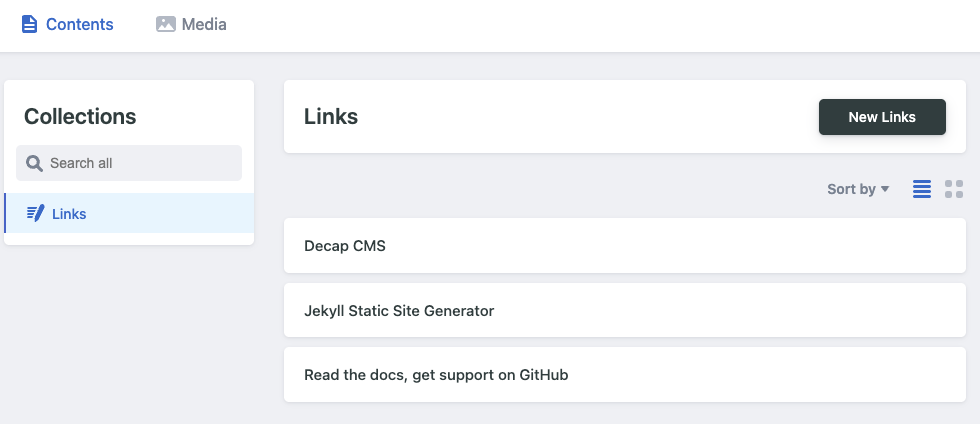 Contents
Media
Collections
Search all
Links
Links
New Links
Sort by
Decap CMS
Jekyll Static Site Generator
Read the docs, get support on GitHub